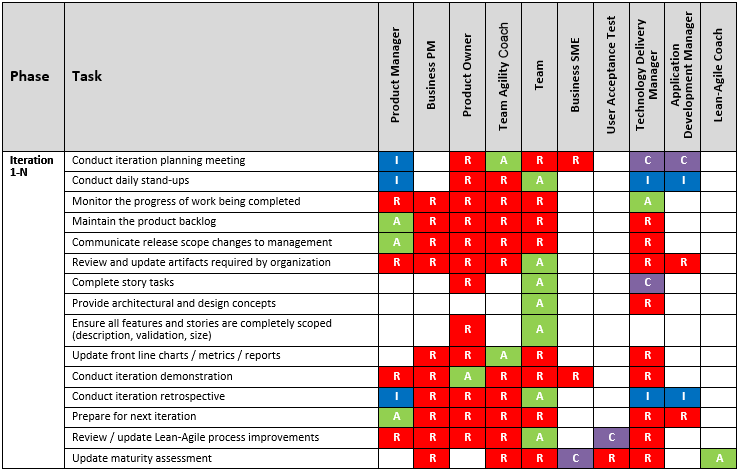 Phase Task Product Manager Business PM Product Owner Team Agility Coach Team Business SME User Acceptance Test Technology Delivery Manager Application Development Manager Lean-Agile Coach
Iteration 1-N Conduct iteration planning meeting I R A R R C C
Conduct daily stand-ups I R R A I I
Monitor the progress of work being completed R R R R R A
Maintain the product backlog A R R R R R
Communicate release scope changes to management A R R R R R
Review and update artifacts required by organization R R R R A R R
Complete story tasks R A C
Provide architectural and design concepts A R
Ensure all features and stories are completely scoped
(description, validation, size) R A
Update front line charts / metrics / reports R R A R R
Conduct iteration demonstration R R A R R R R
Conduct iteration retrospective I R R R A I I
Prepare for next iteration A R R R R R R
Review / update Lean-Agile process improvements R R R R A C R
Update maturity assessment R R R C R R A